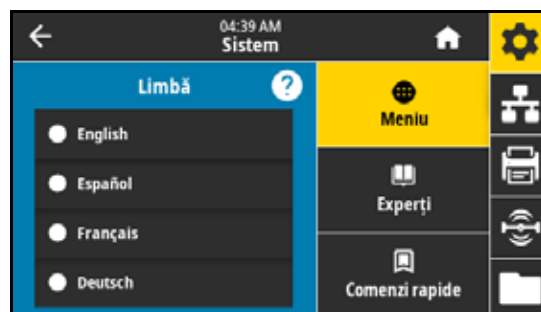 04:39 AM
Sistem
Limbă
?
English
Español
Français
Deutsch
Meniu
Experți
Comenzi rapide